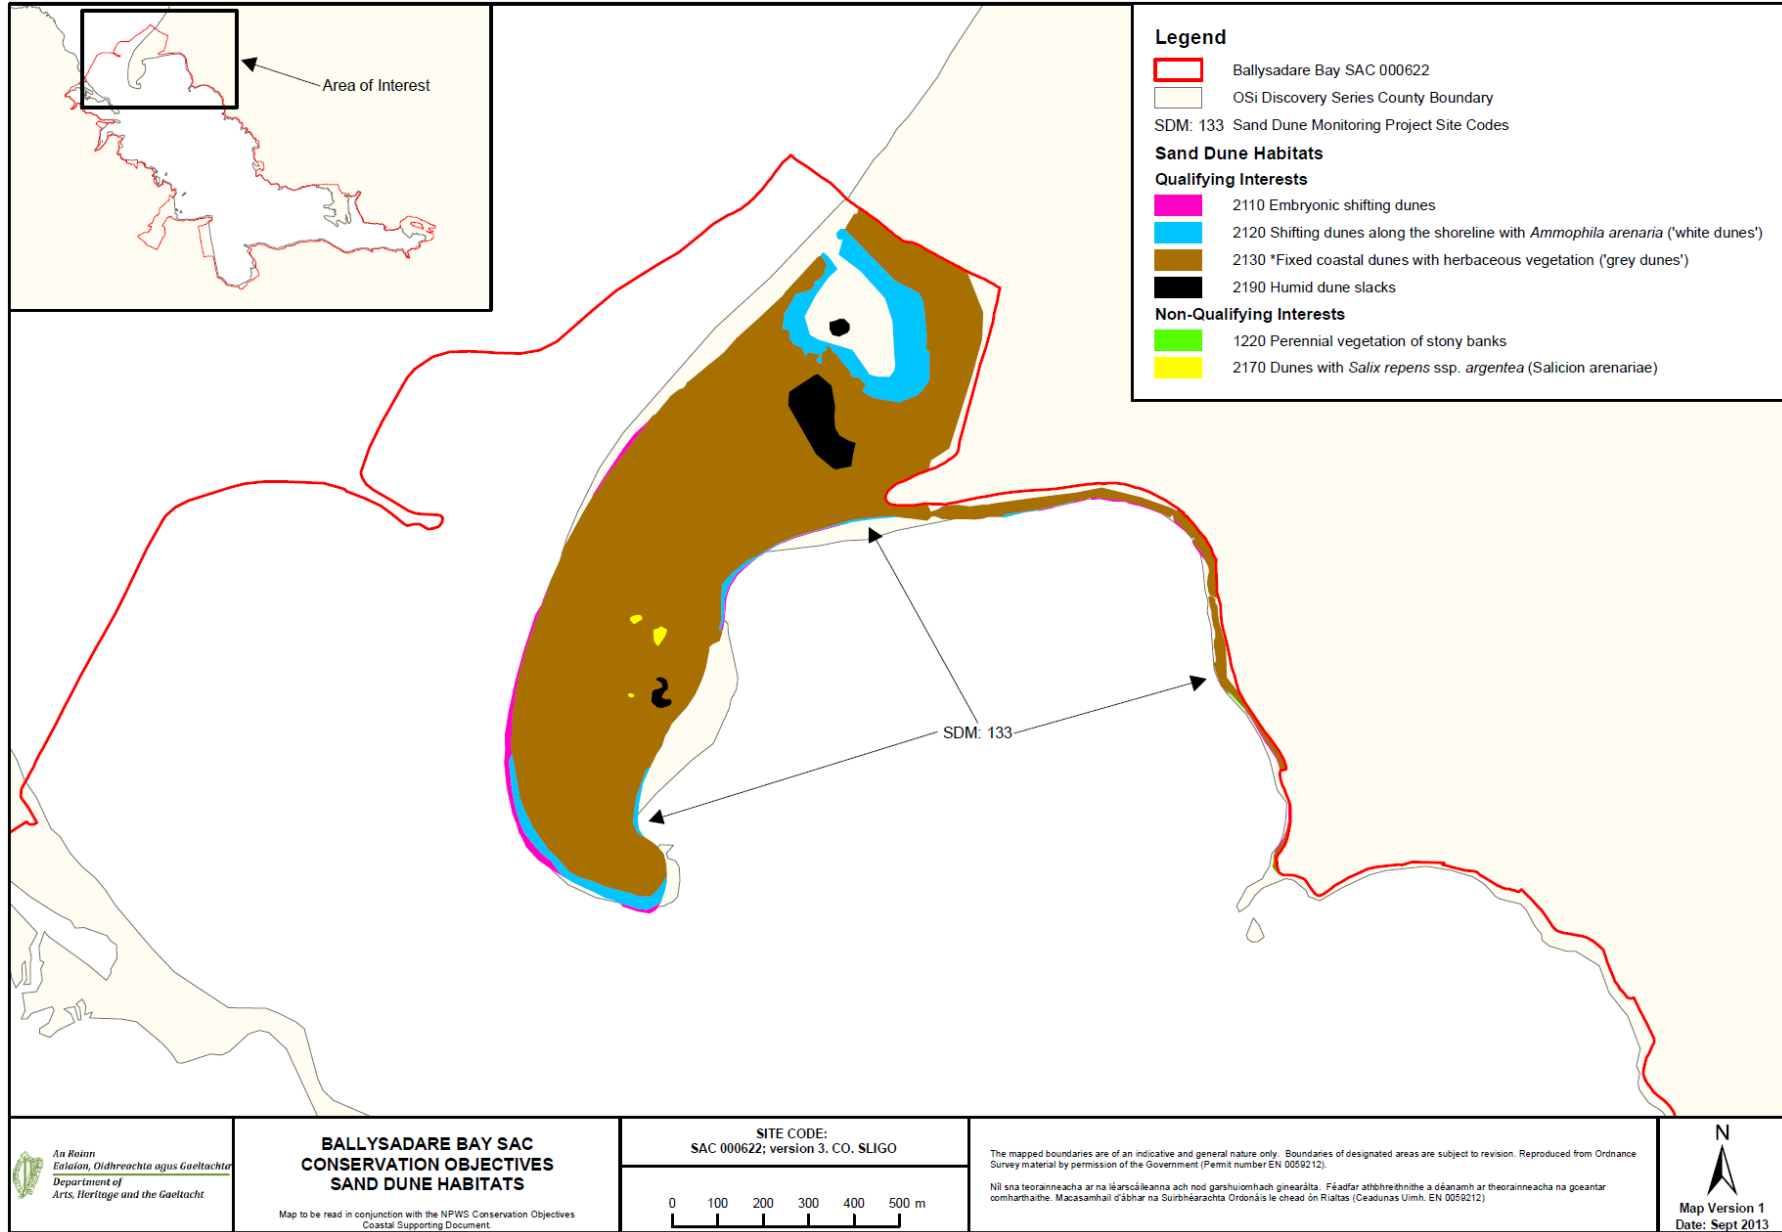 Area of Interest
Legend
Ballysadare Bay SAC 000622
OSi Discovery Series County Boundary
SDM: 133 Sand Dune Monitoring Project Site Codes
Sand Dune Habitats
Qualifying Interests
2110 Embryonic shifting dunes
2120 Shifting dunes along the shoreline with Ammophila arenaria ('white dunes')
2130 *Fixed coastal dunes with herbaceous vegetation ('grey dunes')
2190 Humid dune slacks
Non-Qualifying Interests
1220 Perennial vegetation of stony banks
2170 Dunes with Salix repens ssp. argentea (Salicion arenariae)
SDM: 133
An Roinn
Ealaíon, Oidhreachta agus Gaeltachta
Department of
Arts, Heritage and the Gaeltacht
BALLYSADARE BAY SAC
CONSERVATION OBJECTIVES
SAND DUNE HABITATS
Map to be read in conjunction with the NPWS Conservation Objectives
Coastal Supporting Document.
SITE CODE:
SAC 000622; version 3. CO. SLIGO
0 100 200 300 400 500 m
The mapped boundaries are of an indicative and general nature only. Boundaries of designated areas are subject to revision. Reproduced from Ordnance
Survey material by permission of the Government (Permit number EN 0059212).
Níl sna teorainneacha ar na léarscáileanna ach nod garshuiomhach ginearálta. Féadfar athbhreithnithe a déanamh ar theorainneacha na gceantar
comharthaithe. Macasamhail d'ábhar na Suirbhéarachta Ordonáis le chead ón Rialtas (Ceadunas Uimh. EN 0059212)
N
Map Version 1
Date: Sept 2013